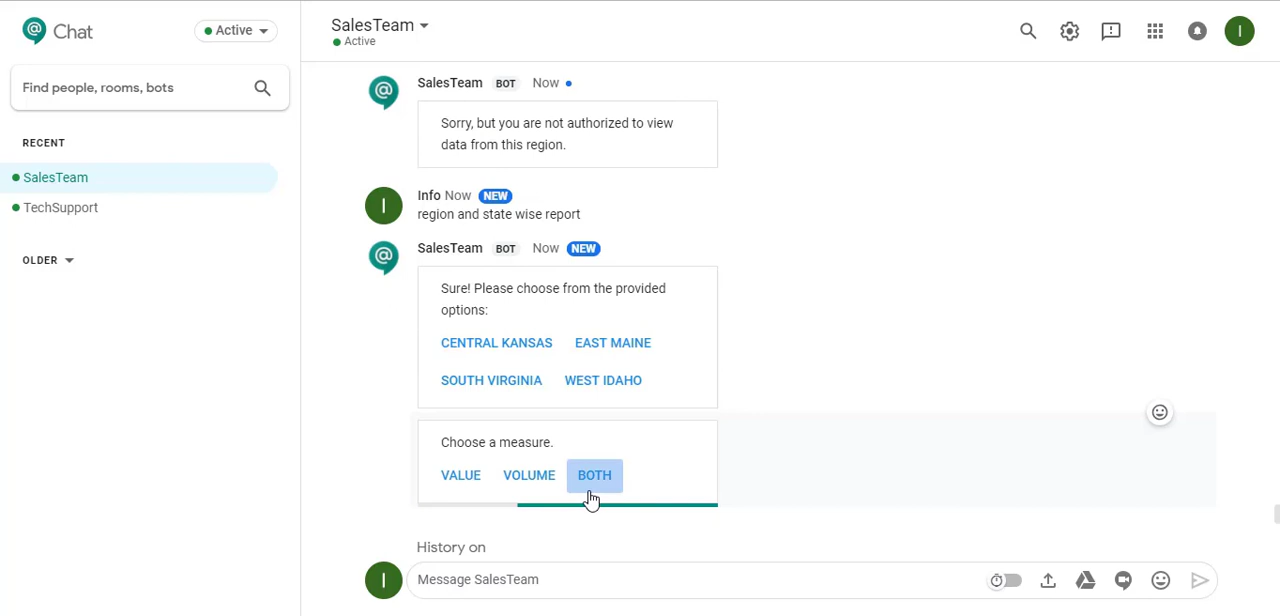 Chat
Active
Find people, rooms, bots
RECENT
SalesTeam
TechSupport
OLDER
SalesTeam
Active
I
SalesTeam BOT Now
Sorry, but you are not authorized to view
data from this region.
I
Info Now NEW
region and state wise report
SalesTeam BOT Now NEW
Sure! Please choose from the provided
options:
CENTRAL KANSAS EAST MAINE
SOUTH VIRGINIA WEST IDAHO
Choose a measure.
VALUE VOLUME BOTH
History on
I
Message SalesTeam